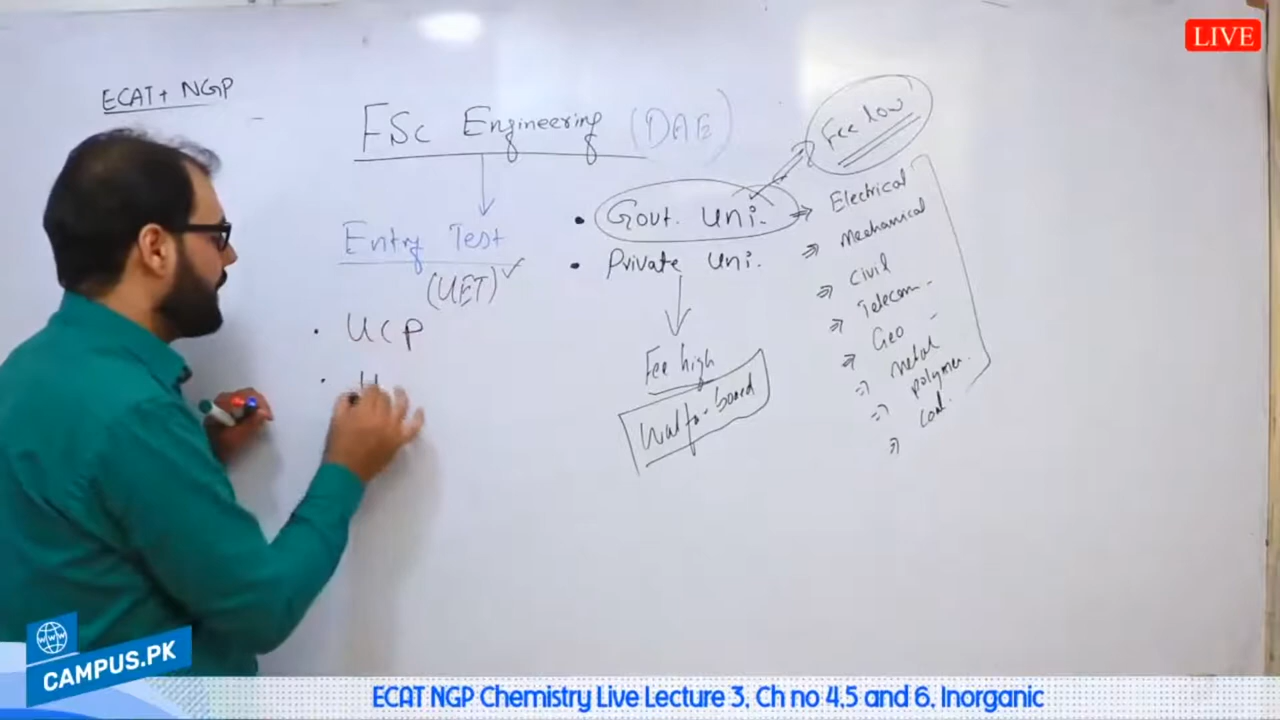 LIVE
ECAT + NGP
FSc Engineering (DAE)
Fee low
Entry Test
(UET) ✓
• UCP
•
• Govt. Uni.
• Private Uni.
Fee high
board
⇒ Electrical
⇒ Mechanical
⇒ Civil
⇒ Telecom -
⇒ Geo -
⇒ Metal
⇒ polymer.
⇒
WWW
CAMPUS.PK
ECAT NGP Chemistry Live Lecture 3, Ch no 4,5 and 6, Inorganic